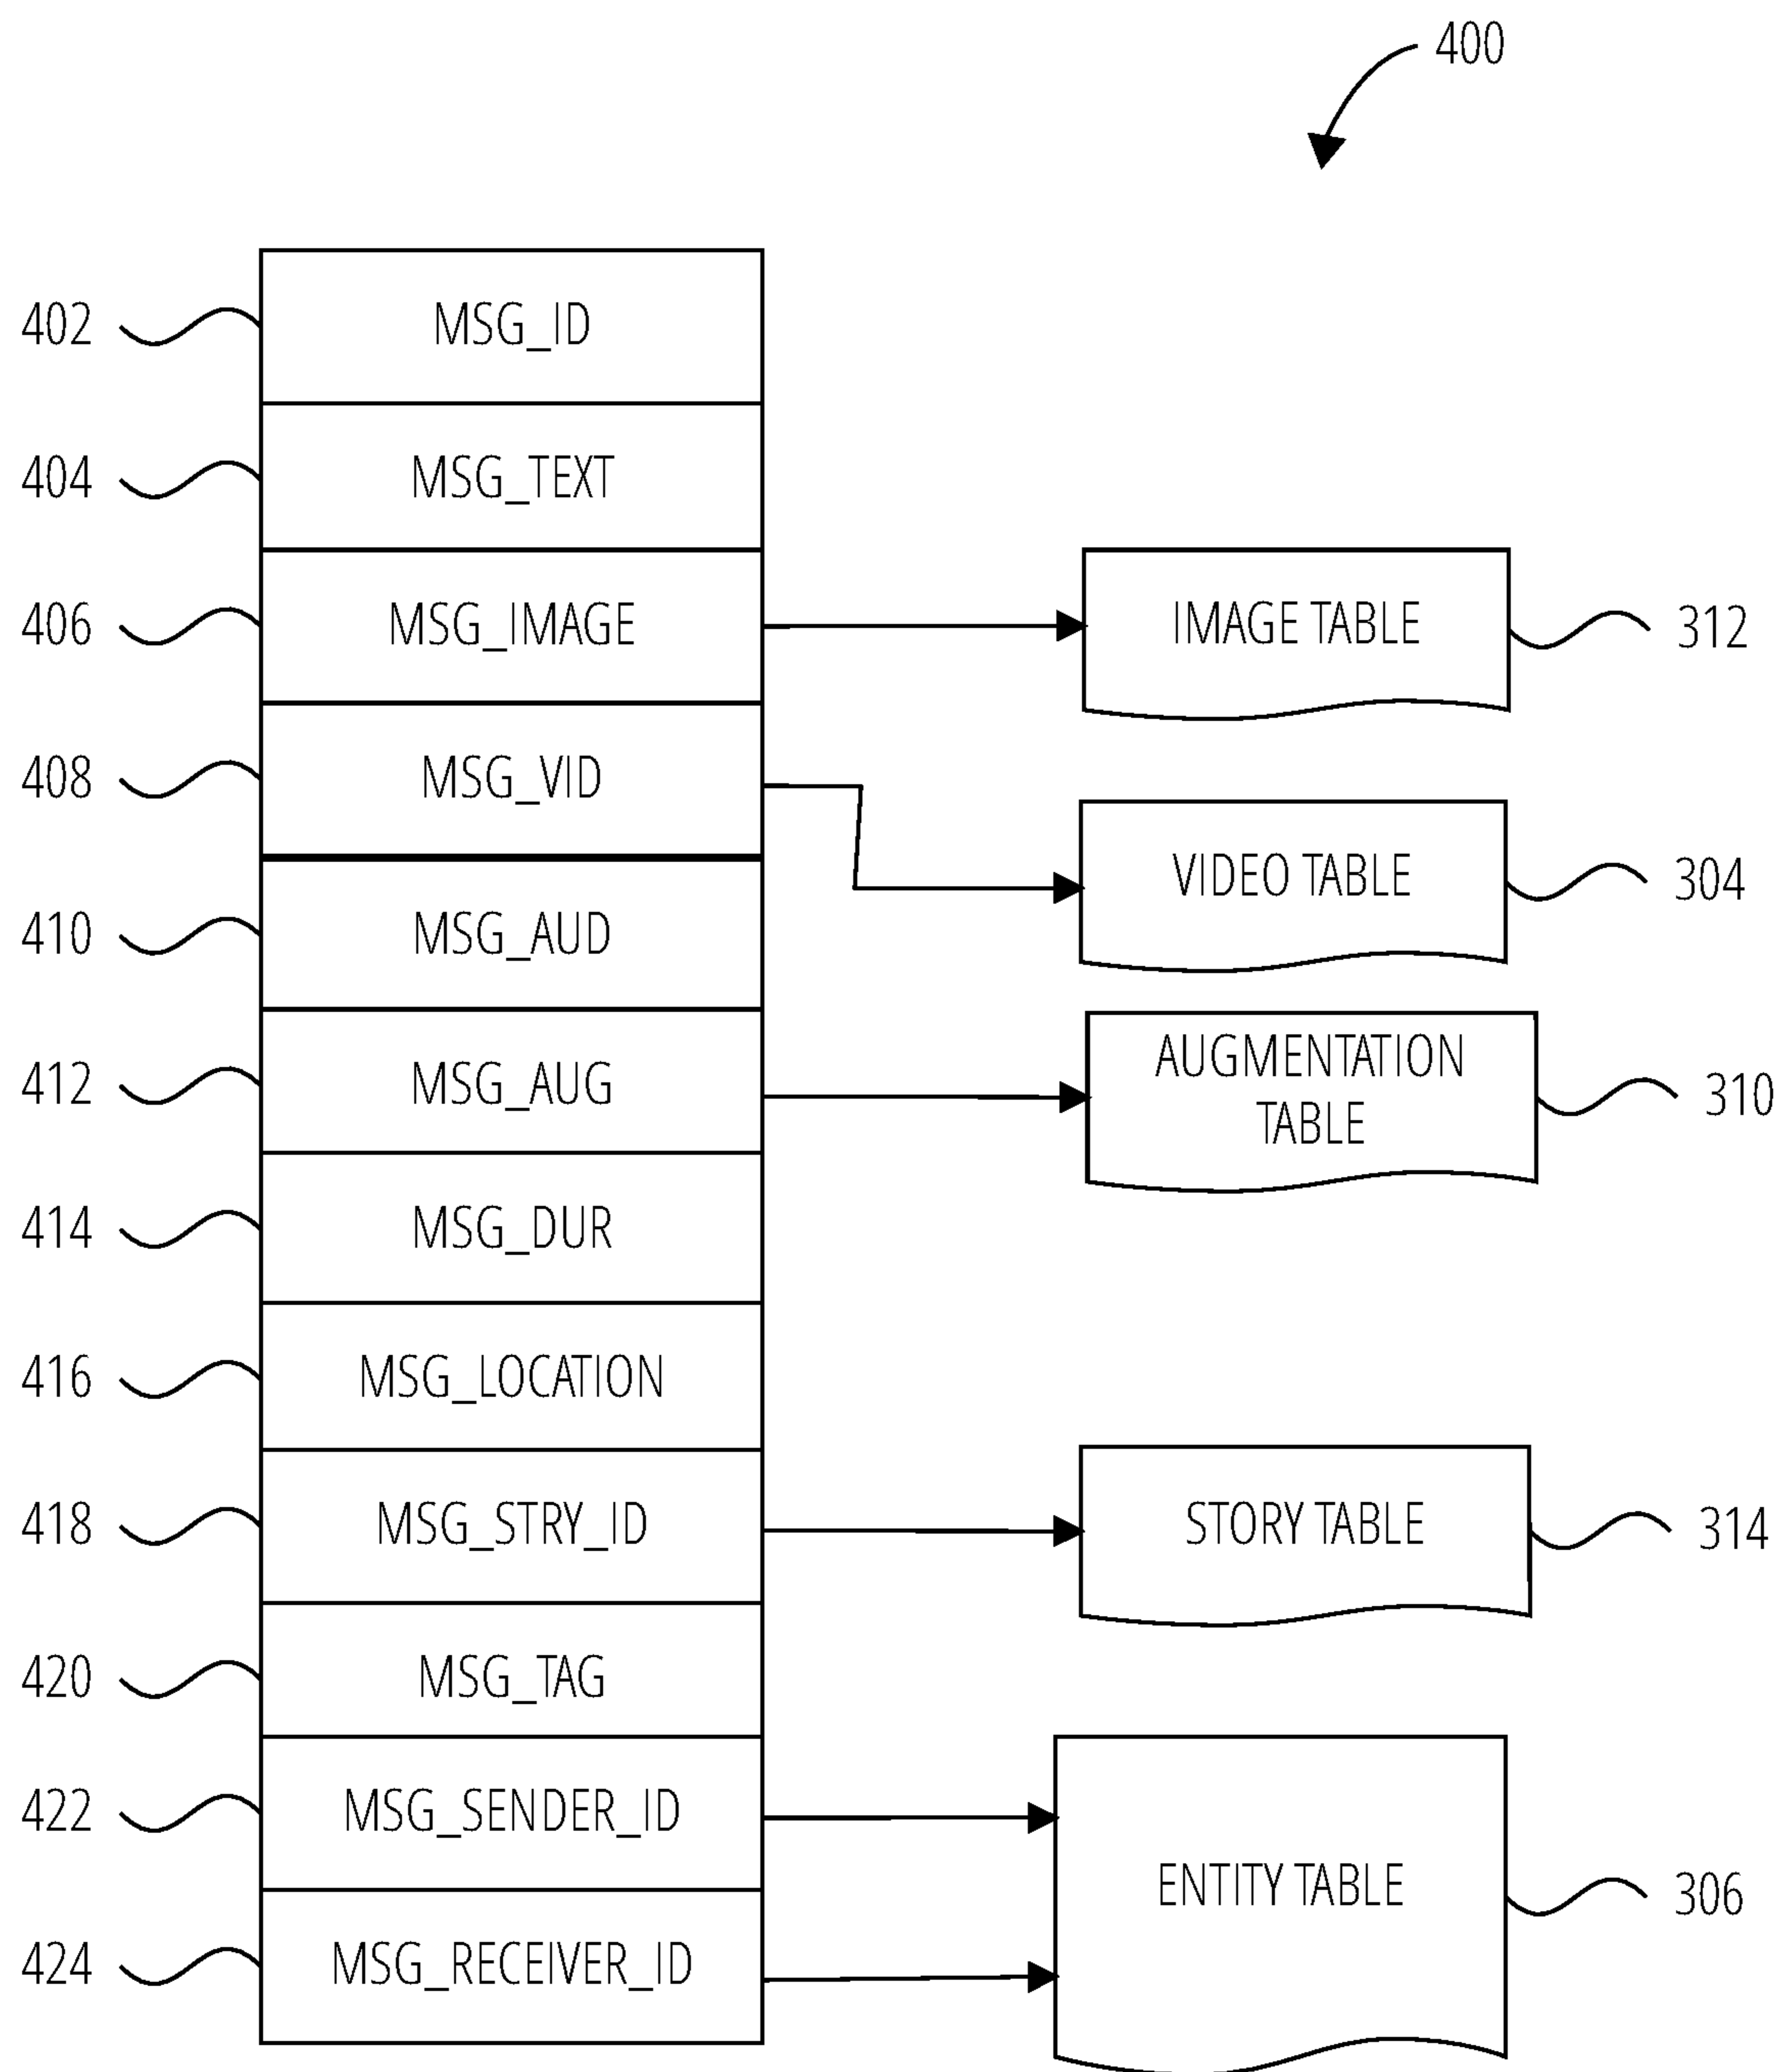 400
402 MSG_ID
404 MSG_TEXT
406 MSG_IMAGE IMAGE TABLE 312
408 MSG_VID
VIDEO TABLE 304
410 MSG_AUD
412 MSG_AUG AUGMENTATION TABLE 310
414 MSG_DUR
416 MSG_LOCATION
418 MSG_STRY_ID STORY TABLE 314
420 MSG_TAG
422 MSG_SENDER_ID
ENTITY TABLE 306
424 MSG_RECEIVER_ID